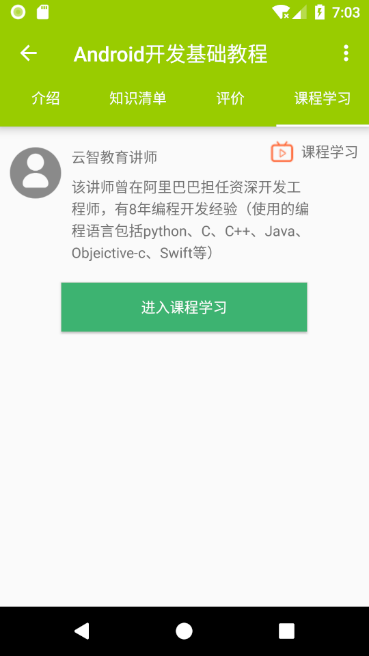 7:03
Android开发基础教程
介绍 知识清单 评价 课程学习
云智教育讲师
课程学习
该讲师曾在阿里巴巴担任资深开发工
程师，有8年编程开发经验（使用的编
程语言包括python、C、C++、Java、
Objeictive-c、Swift等）
进入课程学习